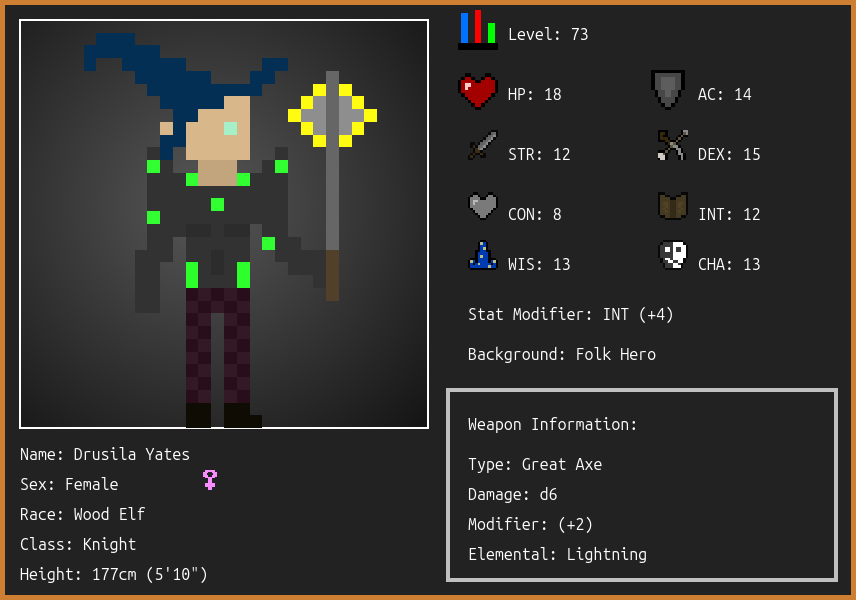 Level: 73
HP: 18
AC: 14
STR: 12
DEX: 15
CON: 8
INT: 12
WIS: 13
CHA: 13
Stat Modifier: INT (+4)
Background: Folk Hero
Weapon Information:
Type: Great Axe
Damage: d6
Modifier: (+2)
Elemental: Lightning
Name: Drusila Yates
Sex: Female
Race: Wood Elf
Class: Knight
Height: 177cm (5'10")